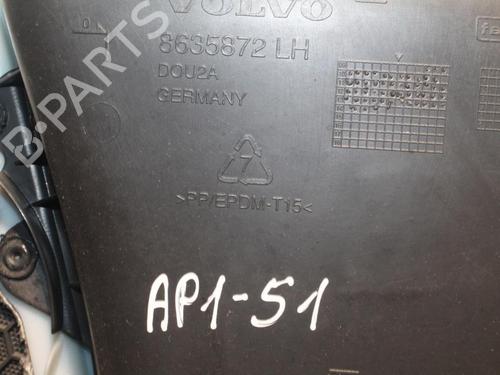 VOLVO
8635872 LH
DOU2A
GERMANY
7
>PP/EPDM-T15<
AP1-51
B-PARTS